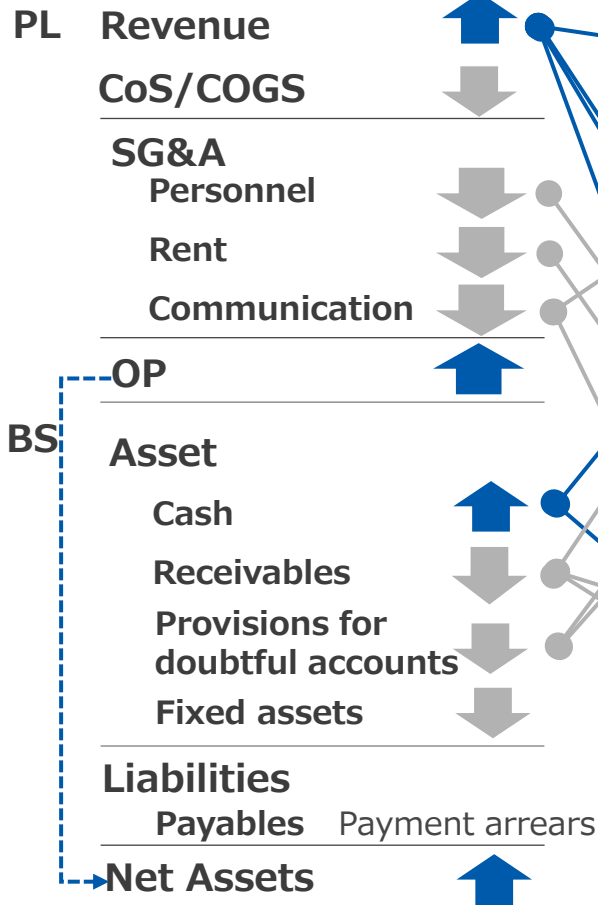 PL Revenue
CoS/COGS
SG&A
Personnel
Rent
Communication
OP
BS
Asset
Cash
Receivables
Provisions for
doubtful accounts
Fixed assets
Liabilities
Payables Payment arrears
Net Assets